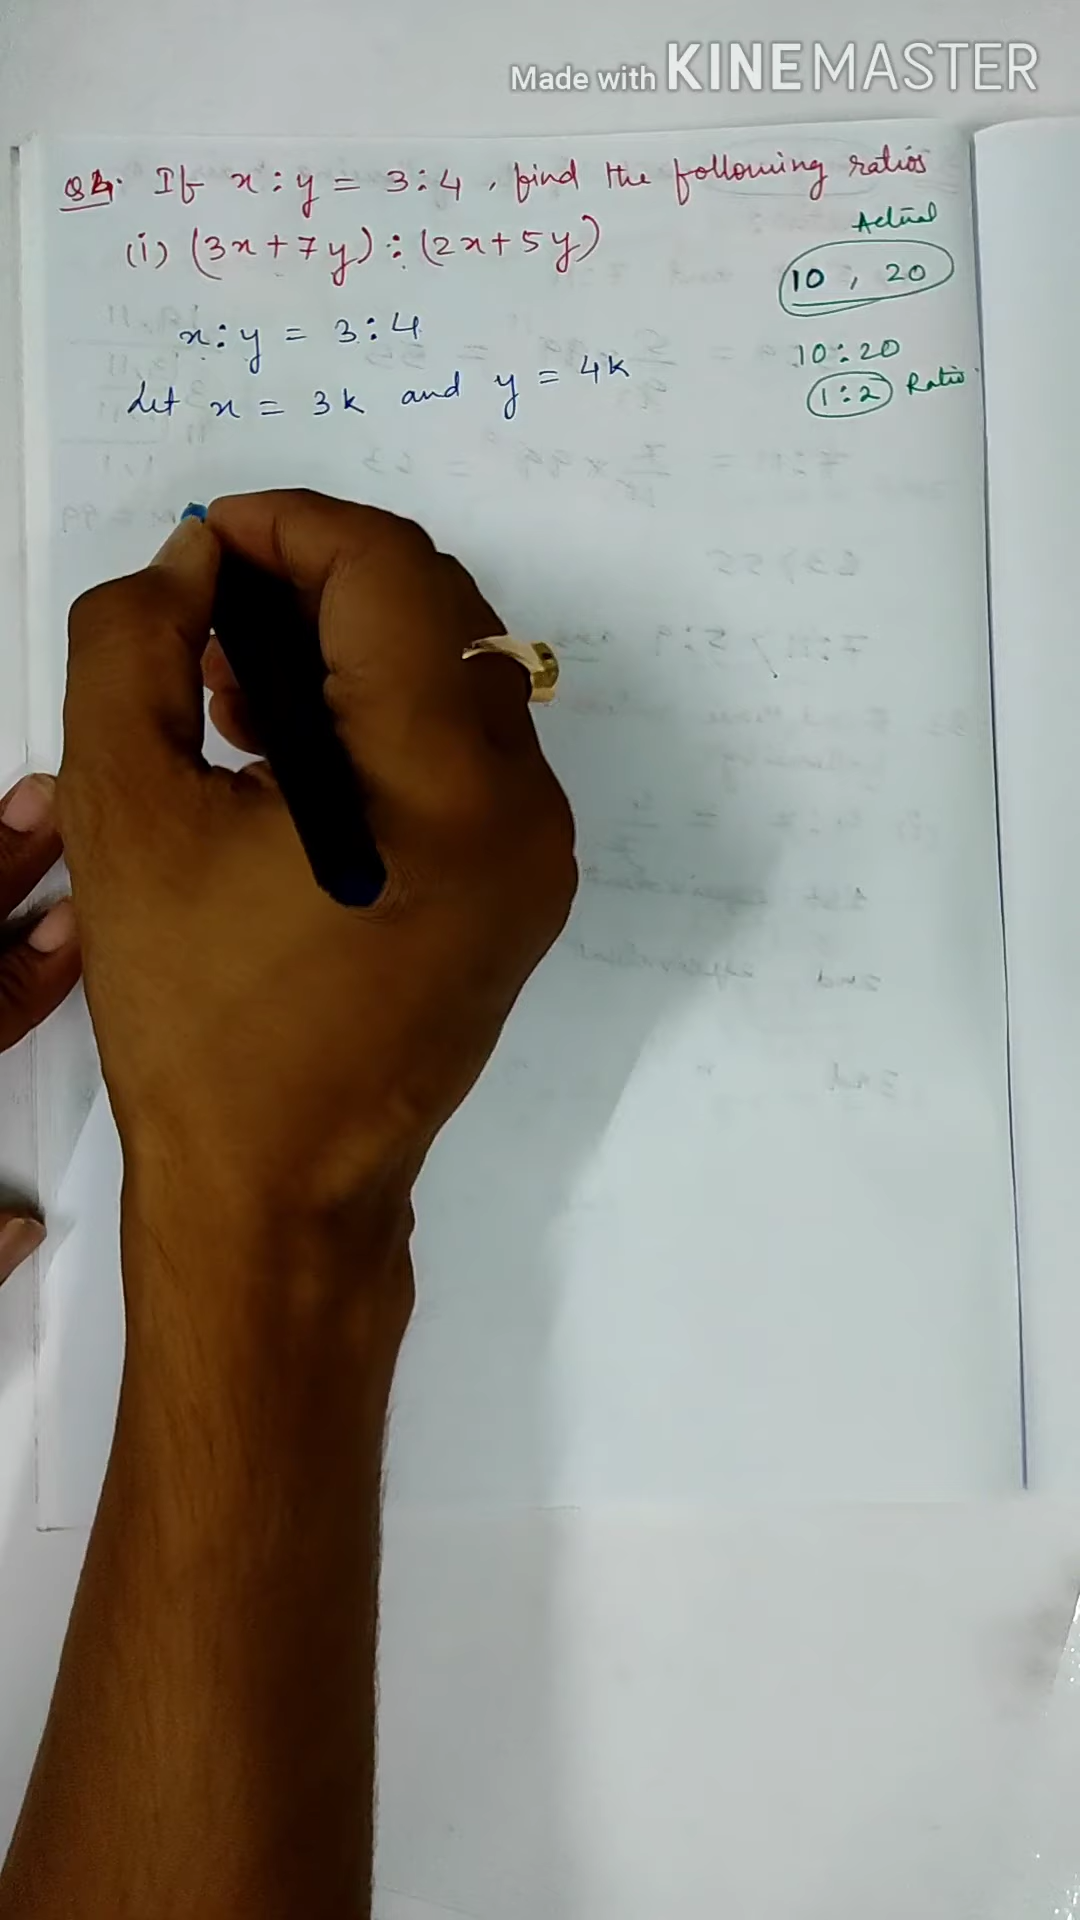 Made with KINEMASTER
Q4. If x : y = 3 : 4 , find the following ratios
(i) (3x + 7y) : (2x + 5y)
Actual
10 , 20
x : y = 3 : 4
10 : 20
Let x = 3k and y = 4k
1 : 2 Ratio